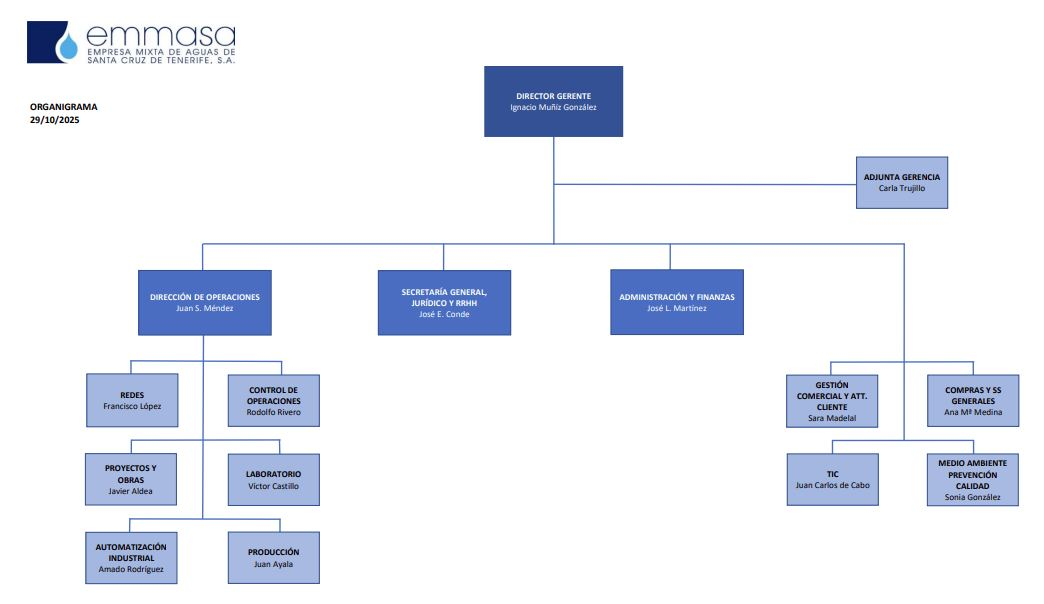 emmasa
EMPRESA MIXTA DE AGUAS DE
SANTA CRUZ DE TENERIFE, S.A.
ORGANIGRAMA
29/10/2025
DIRECTOR GERENTE
Ignacio Muñiz González
ADJUNTA GERENCIA
Carla Trujillo
DIRECCIÓN DE OPERACIONES
Juan S. Méndez
SECRETARÍA GENERAL,
JURÍDICO Y RRHH
José E. Conde
ADMINISTRACIÓN Y FINANZAS
José L. Martínez
REDES
Francisco López
CONTROL DE
OPERACIONES
Rodolfo Rivero
GESTIÓN
COMERCIAL Y ATT.
CLIENTE
Sara Madelal
COMPRAS Y SS
GENERALES
Ana Mª Medina
PROYECTOS Y
OBRAS
Javier Aldea
LABORATORIO
Víctor Castillo
TIC
Juan Carlos de Cabo
MEDIO AMBIENTE
PREVENCIÓN
CALIDAD
Sonia González
AUTOMATIZACIÓN
INDUSTRIAL
Amado Rodríguez
PRODUCCIÓN
Juan Ayala